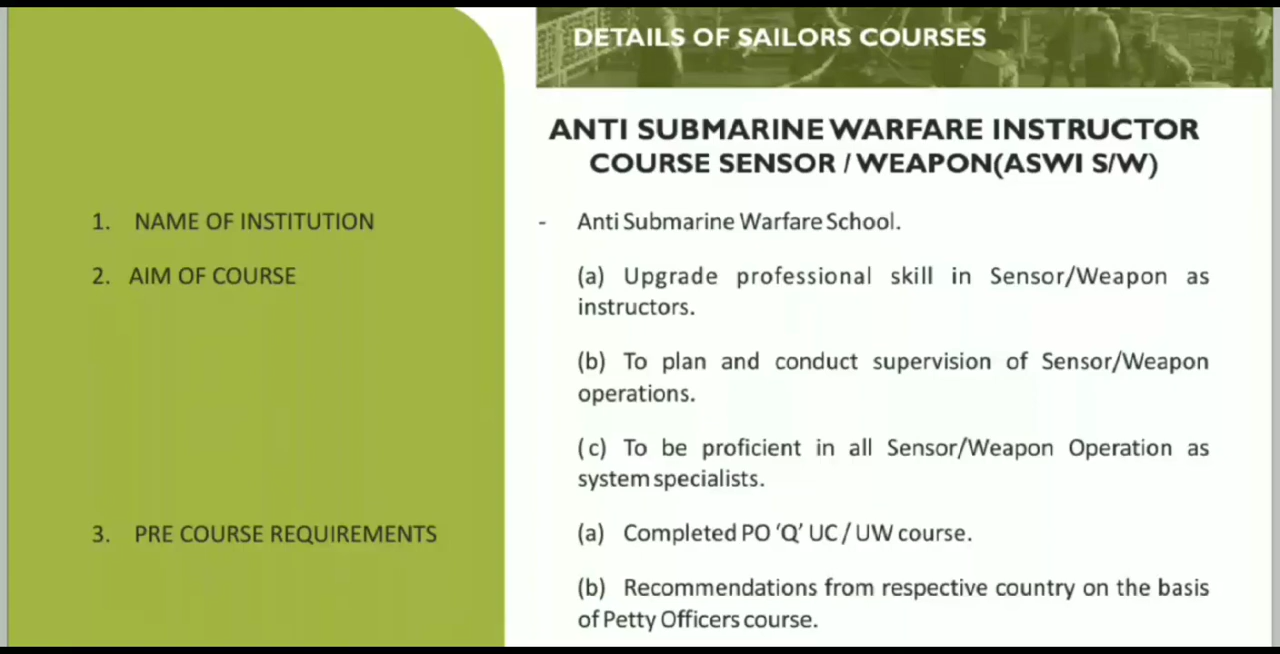 DETAILS OF SAILORS COURSES
ANTI SUBMARINE WARFARE INSTRUCTOR
COURSE SENSOR / WEAPON(ASWI S/W)
1. NAME OF INSTITUTION - Anti Submarine Warfare School.
2. AIM OF COURSE (a) Upgrade professional skill in Sensor/Weapon as
instructors.
(b) To plan and conduct supervision of Sensor/Weapon
operations.
(c) To be proficient in all Sensor/Weapon Operation as
system specialists.
3. PRE COURSE REQUIREMENTS (a) Completed PO ‘Q’ UC / UW course.
(b) Recommendations from respective country on the basis
of Petty Officers course.